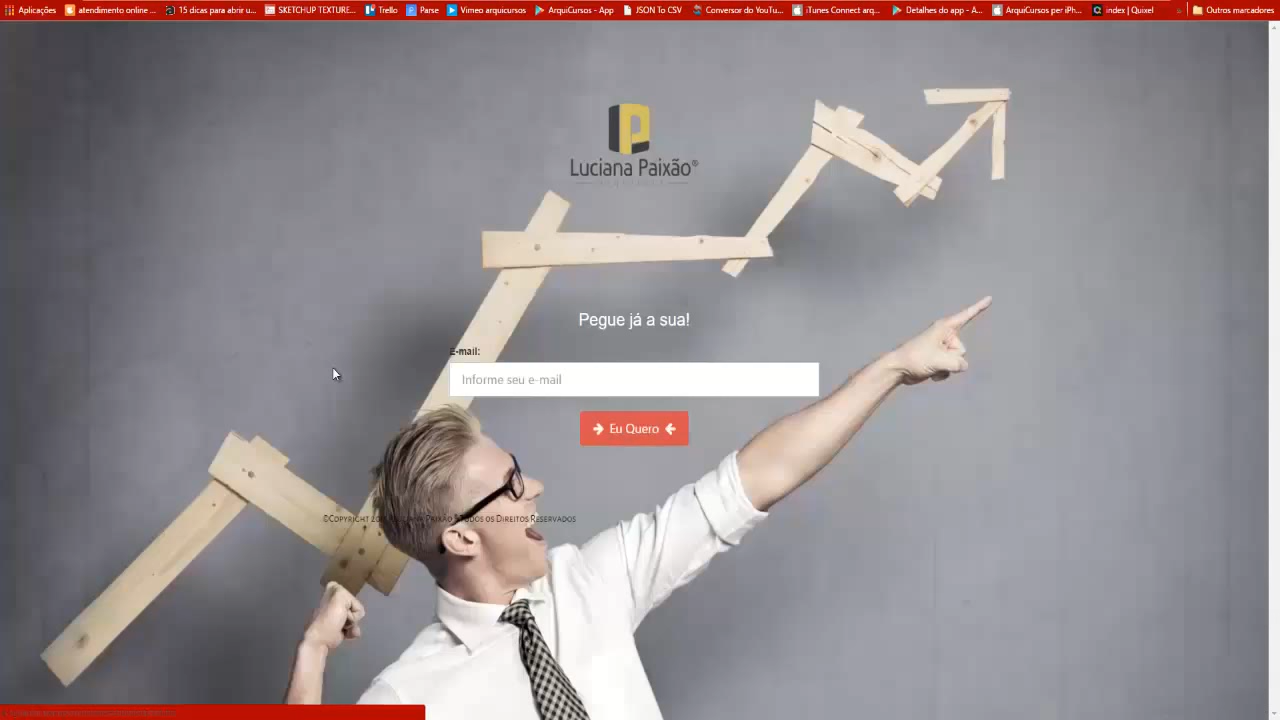 Aplicações atendimento online ... 15 dicas para abrir u... SKETCHUP TEXTURE... Trello Parse Vimeo arquicursos ArquiCursos - App JSON To CSV Conversor do YouTu... iTunes Connect arq... Detalhes do app - A... ArquiCursos per iPh... index | Quixel » Outros marcadores
Luciana Paixão®
Pegue já a sua!
E-mail:
Informe seu e-mail
Eu Quero
©Copyright Paixão Todos os Direitos Reservados